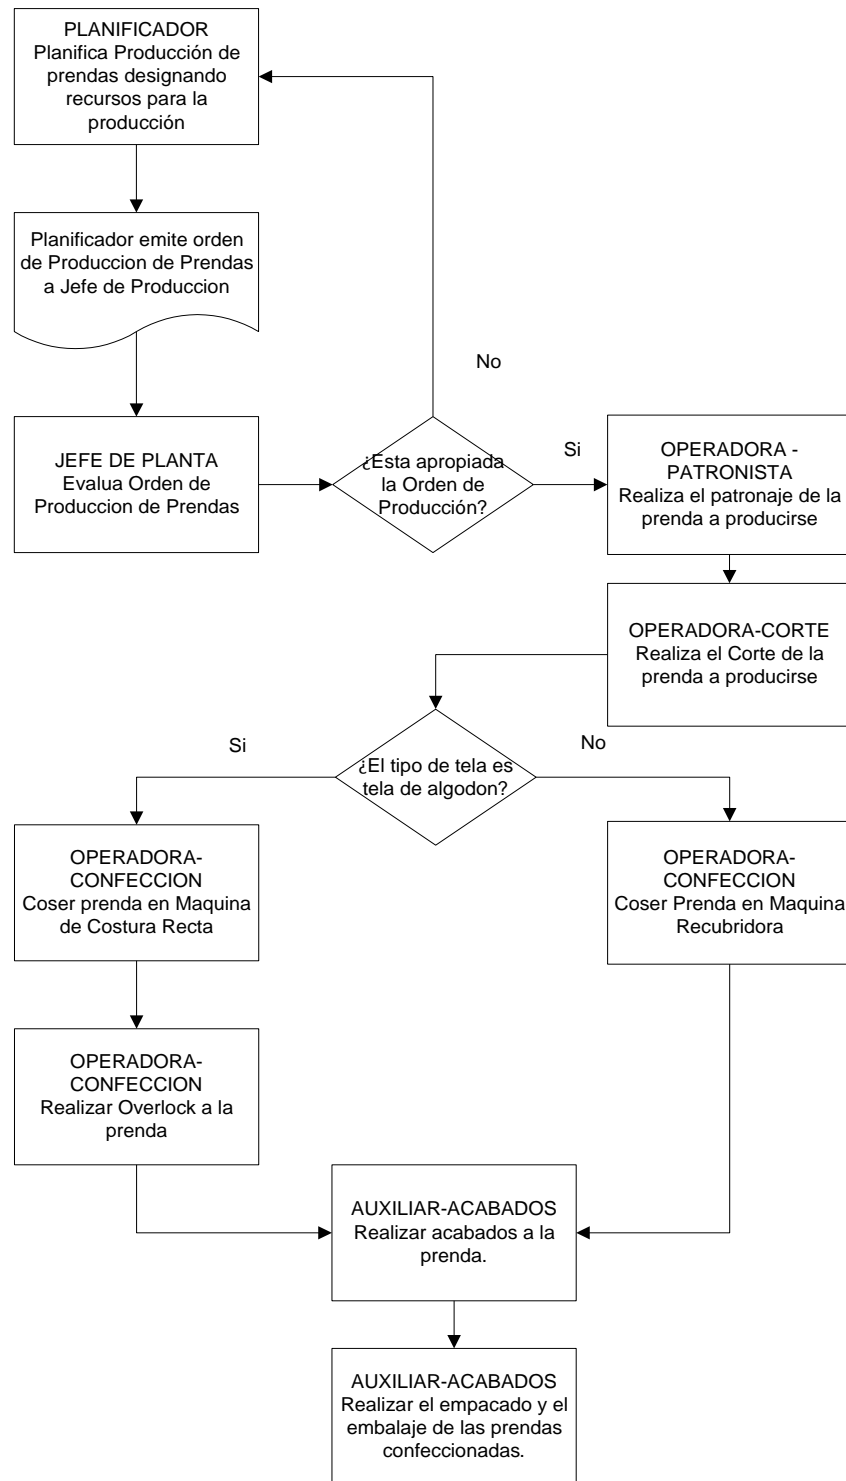 PLANIFICADOR
Planifica Producción de
prendas designando
recursos para la
producción
Planificador emite orden
de Produccion de Prendas
a Jefe de Produccion
No
JEFE DE PLANTA
Evalua Orden de
Produccion de Prendas
¿Esta apropiada
la Orden de
Producción?
Si
OPERADORA -
PATRONISTA
Realiza el patronaje de la
prenda a producirse
OPERADORA-CORTE
Realiza el Corte de la
prenda a producirse
¿El tipo de tela es
tela de algodon?
Si
No
OPERADORA-
CONFECCION
Coser prenda en Maquina
de Costura Recta
OPERADORA-
CONFECCION
Coser Prenda en Maquina
Recubridora
OPERADORA-
CONFECCION
Realizar Overlock a la
prenda
AUXILIAR-ACABADOS
Realizar acabados a la
prenda.
AUXILIAR-ACABADOS
Realizar el empacado y el
embalaje de las prendas
confeccionadas.